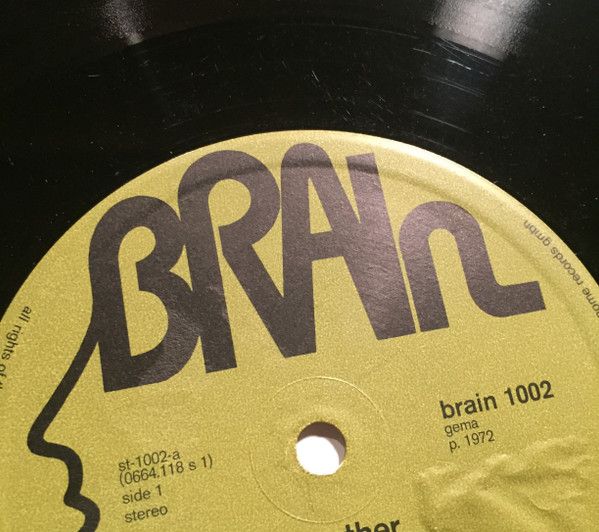 BRAIN
all rights of
ome records gmbh
brain 1002
gema
p. 1972
st-1002-a
(0664.118 s 1)
side 1
stereo
ther